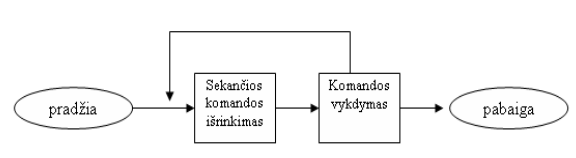 pradžia
Sekančios
komandos
išrinkimas
Komandos
vykdymas
pabaiga